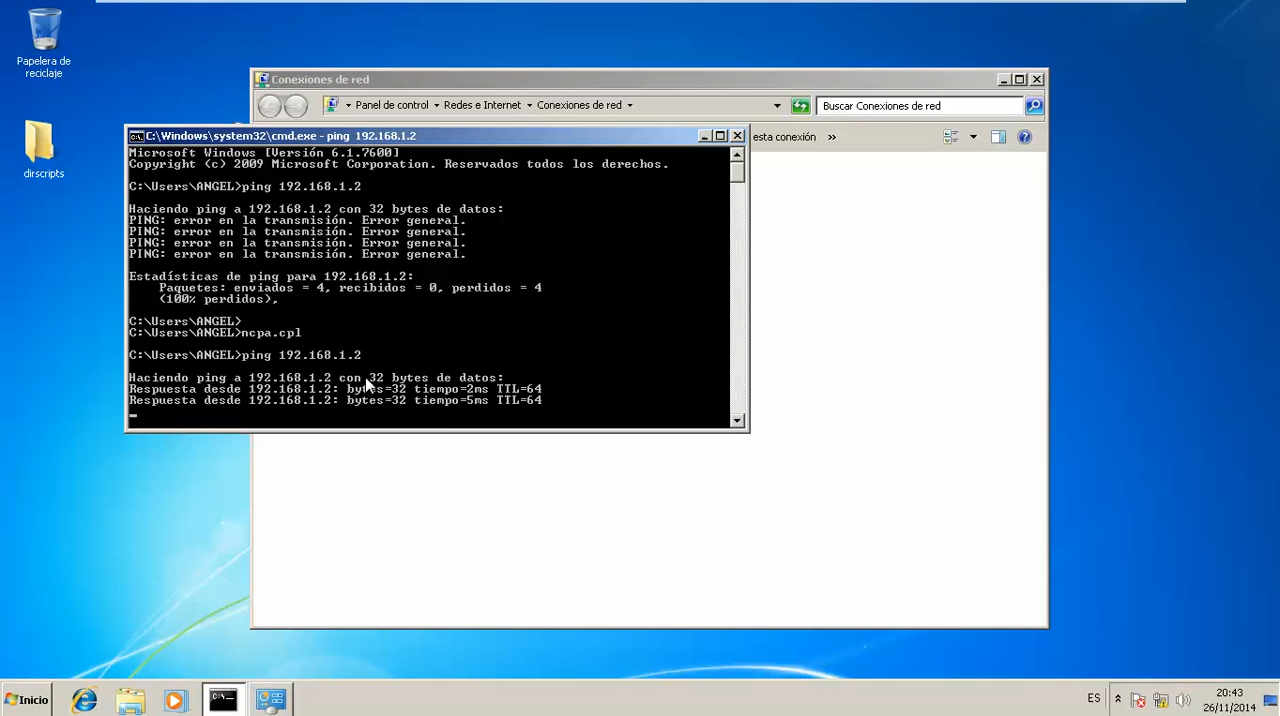 Papelera de
reciclaje
dirscripts
Conexiones de red
Panel de control
Redes e Internet
Conexiones de red
Buscar Conexiones de red
esta conexión »
C:\Windows\system32\cmd.exe - ping 192.168.1.2
Microsoft Windows [Versión 6.1.7600]
Copyright (c) 2009 Microsoft Corporation. Reservados todos los derechos.
C:\Users\ANGEL>ping 192.168.1.2
Haciendo ping a 192.168.1.2 con 32 bytes de datos:
PING: error en la transmisión. Error general.
PING: error en la transmisión. Error general.
PING: error en la transmisión. Error general.
PING: error en la transmisión. Error general.
Estadísticas de ping para 192.168.1.2:
Paquetes: enviados = 4, recibidos = 0, perdidos = 4
(100% perdidos),
C:\Users\ANGEL>
C:\Users\ANGEL>ncpa.cpl
C:\Users\ANGEL>ping 192.168.1.2
Haciendo ping a 192.168.1.2 con 32 bytes de datos:
Respuesta desde 192.168.1.2: bytes=32 tiempo=2ms TTL=64
Respuesta desde 192.168.1.2: bytes=32 tiempo=5ms TTL=64
Inicio
ES
20:43
26/11/2014